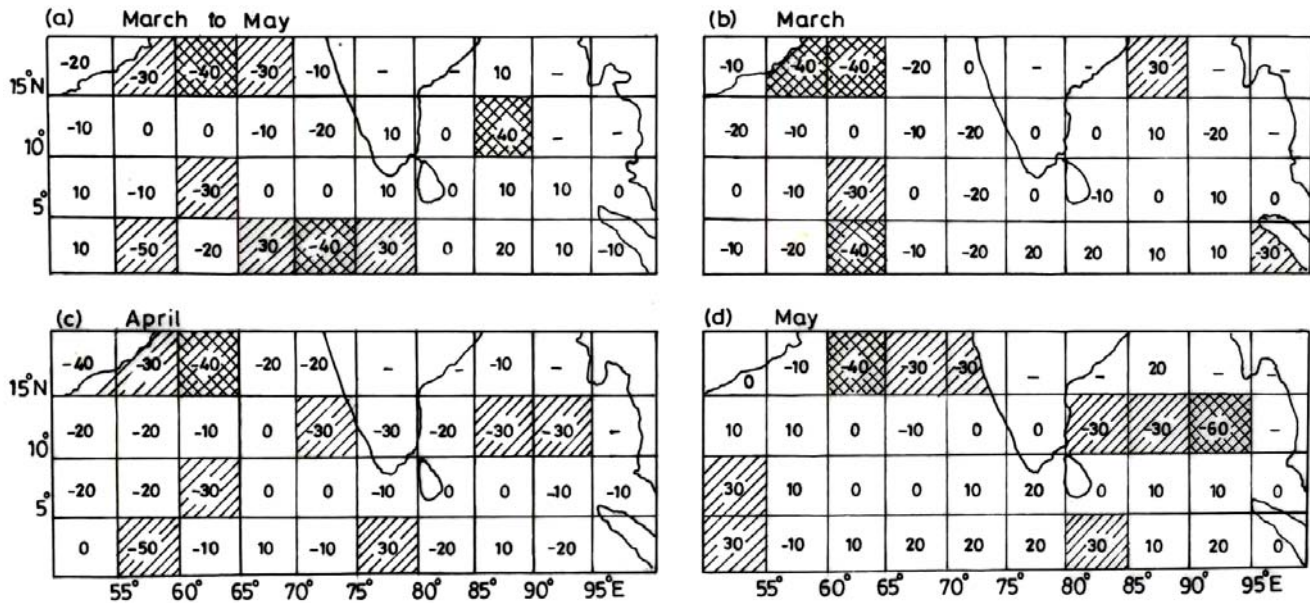 (a) March to May
-20 -30 -40 -30 -10 - - 10 -
15°N
-10 0 0 -10 -20 10 0 40 - -
10°
10 -10 -30 0 0 10 0 10 10 0
5°
10 -50 -20 30 -40 30 0 20 10 -10
(b) March
-10 -40 -40 -20 0 - - 30 - -
-20 -10 0 -10 -20 0 0 10 -20 -
0 -10 -30 0 -20 0 -10 0 10 0
-10 -20 -40 -10 -10 20 20 10 10 -30
(c) April
-40 -30 -40 -20 -20 - - -10 -
15°N
-20 -20 -10 0 -30 -30 -20 -30 -30 -
10°
-20 -20 -30 0 0 -10 0 0 -10 -10
5°
0 -50 -10 10 -10 30 -20 10 -20
55° 60° 65° 70° 75° 80° 85° 90° 95°E
(d) May
0 -10 -40 -30 -30 - - 20 - -
10 10 0 -10 0 0 -30 -30 -60 -
30 10 0 0 10 20 0 10 10 0
30 -10 10 20 20 20 30 10 20 0
55° 60° 65° 70° 75° 80° 85° 90° 95°E